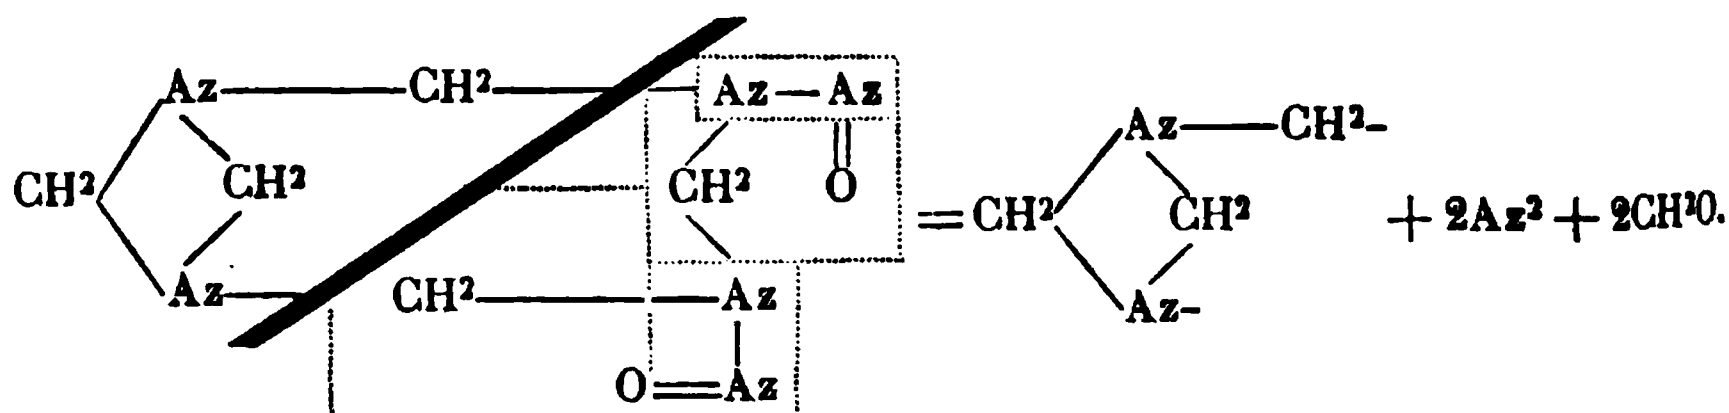 Az—CH²—Az—Az
Az—CH²-
CH² CH² CH² O
=CH² CH² + 2Az² + 2CH²O.
Az CH²—Az
Az-
O=Az